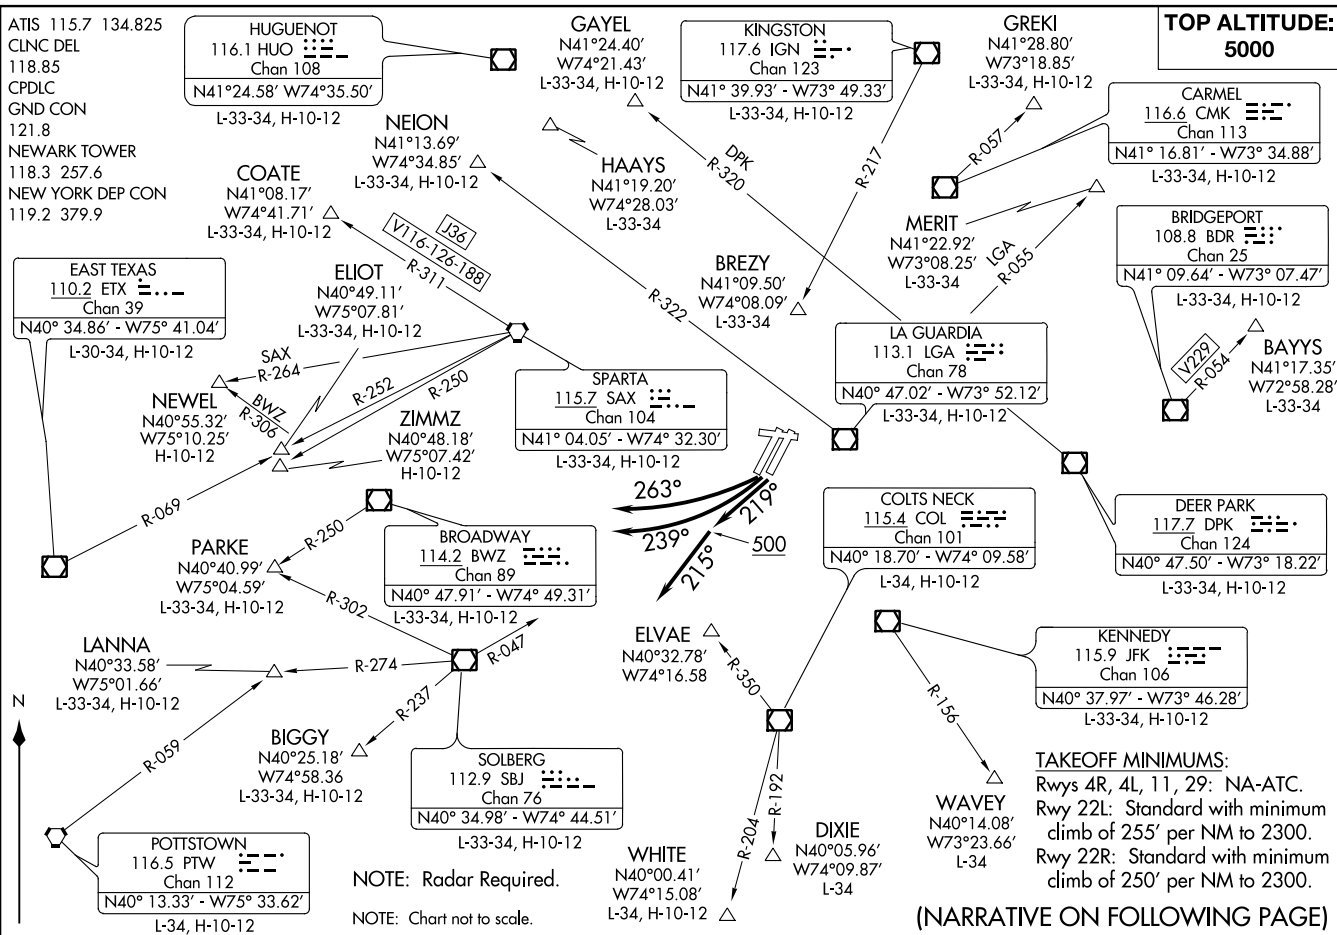 ATIS 115.7 134.825
CLNC DEL
118.85
CPDLC
GND CON
121.8
NEWARK TOWER
118.3 257.6
NEW YORK DEP CON
119.2 379.9
HUGUENOT
116.1 HUO
Chan 108
N41°24.58' W74°35.50'
L-33-34, H-10-12
GAYEL
N41°24.40'
W74°21.43'
L-33-34, H-10-12
KINGSTON
117.6 IGN
Chan 123
N41° 39.93' - W73° 49.33'
L-33-34, H-10-12
GREKI
N41°28.80'
W73°18.85'
L-33-34, H-10-12
TOP ALTITUDE:
5000
CARMEL
116.6 CMK
Chan 113
N41° 16.81' - W73° 34.88'
L-33-34, H-10-12
R-057
NEION
N41°13.69'
W74°34.85'
L-33-34, H-10-12
HAAYS
N41°19.20'
W74°28.03'
L-33-34
DPK
R-320
R-217
COATE
N41°08.17'
W74°41.71'
L-33-34, H-10-12
J36
V116-126-188
R-311
MERIT
N41°22.92'
W73°08.25'
L-33-34
LGA
R-055
BRIDGEPORT
108.8 BDR
Chan 25
N41° 09.64' - W73° 07.47'
L-33-34, H-10-12
V229
R-054
BAYYS
N41°17.35'
W72°58.28'
L-33-34
EAST TEXAS
110.2 ETX
Chan 39
N40° 34.86' - W75° 41.04'
L-30-34, H-10-12
ELIOT
N40°49.11'
W75°07.81'
L-33-34, H-10-12
BREZY
N41°09.50'
W74°08.09'
L-33-34
R-322
LA GUARDIA
113.1 LGA
Chan 78
N40° 47.02' - W73° 52.12'
L-33-34, H-10-12
SAX
R-264
R-252
R-250
BWZ
R-306
NEWEL
N40°55.32'
W75°10.25'
H-10-12
ZIMMZ
N40°48.18'
W75°07.42'
H-10-12
SPARTA
115.7 SAX
Chan 104
N41° 04.05' - W74° 32.30'
L-33-34, H-10-12
263°
239°
219°
215°
500
COLTS NECK
115.4 COL
Chan 101
N40° 18.70' - W74° 09.58'
L-34, H-10-12
DEER PARK
117.7 DPK
Chan 124
N40° 47.50' - W73° 18.22'
L-33-34, H-10-12
R-069
R-250
PARKE
N40°40.99'
W75°04.59'
L-33-34, H-10-12
BROADWAY
114.2 BWZ
Chan 89
N40° 47.91' - W74° 49.31'
L-33-34, H-10-12
R-302
R-047
LANNA
N40°33.58'
W75°01.66'
L-33-34, H-10-12
R-274
R-237
ELVAE
N40°32.78'
W74°16.58
R-350
KENNEDY
115.9 JFK
Chan 106
N40° 37.97' - W73° 46.28'
L-33-34, H-10-12
R-156
N
R-059
BIGGY
N40°25.18'
W74°58.36
L-33-34, H-10-12
SOLBERG
112.9 SBJ
Chan 76
N40° 34.98' - W74° 44.51'
L-33-34, H-10-12
R-192
R-204
WAVEY
N40°14.08'
W73°23.66'
L-34
POTTSTOWN
116.5 PTW
Chan 112
N40° 13.33' - W75° 33.62'
L-34, H-10-12
WHITE
N40°00.41'
W74°15.08'
L-34, H-10-12
DIXIE
N40°05.96'
W74°09.87'
L-34
TAKEOFF MINIMUMS:
Rwys 4R, 4L, 11, 29: NA-ATC.
Rwy 22L: Standard with minimum
climb of 255' per NM to 2300.
Rwy 22R: Standard with minimum
climb of 250' per NM to 2300.
NOTE: Radar Required.
NOTE: Chart not to scale.
(NARRATIVE ON FOLLOWING PAGE)